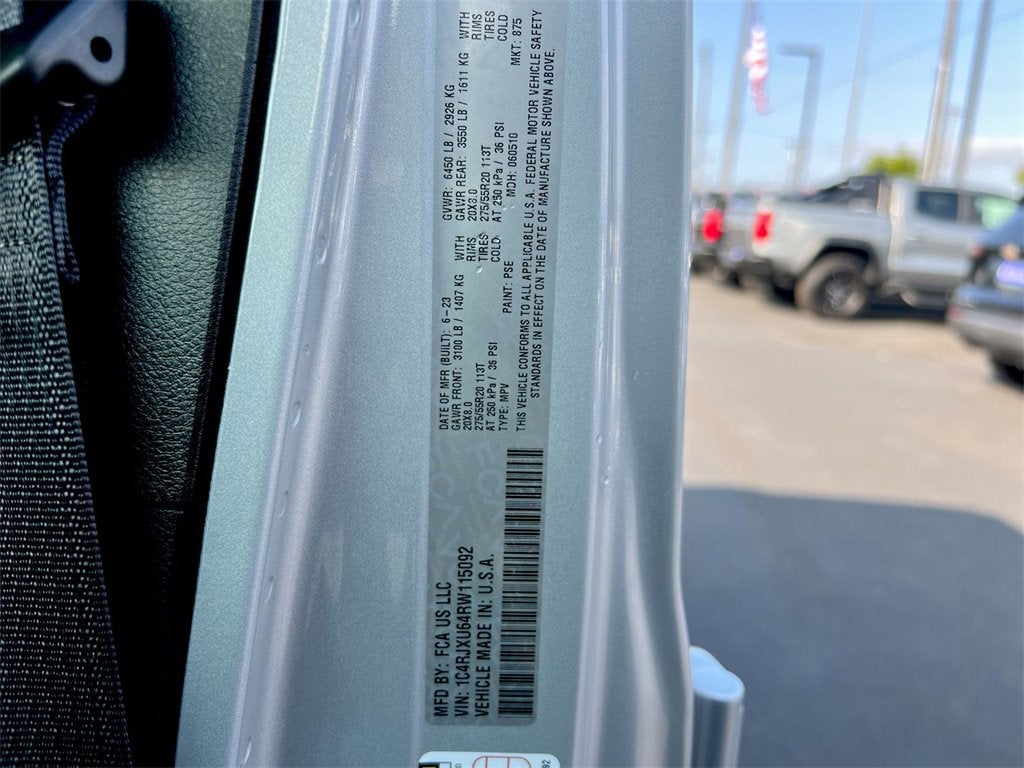 MFD BY: FCA US LLC
VIN: 1C4RJXU64RW115092
VEHICLE MADE IN: U.S.A.
DATE OF MFR (BUILT): 6-23 GVWR: 6450 LB / 2926 KG
GAWR FRONT: 3100 LB / 1407 KG WITH GAWR REAR: 3550 LB / 1611 KG WITH
20X8.0 RIMS 20X8.0 RIMS
275/55R20 113T TIRES 275/55R20 113T TIRES
AT 250 kPa / 36 PSI COLD AT 250 kPa / 36 PSI COLD
TYPE: MPV PAINT: PSE MDH: 060510 MKT: 875
THIS VEHICLE CONFORMS TO ALL APPLICABLE U.S.A. FEDERAL MOTOR VEHICLE SAFETY
STANDARDS IN EFFECT ON THE DATE OF MANUFACTURE SHOWN ABOVE.